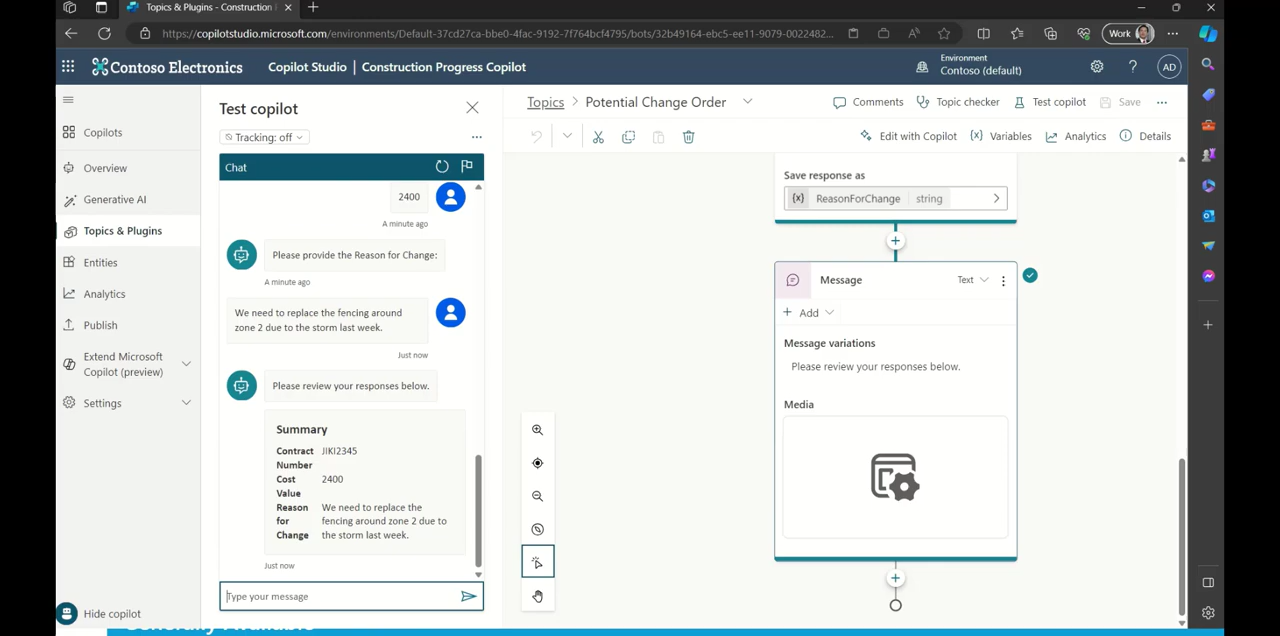 Topics & Plugins - Construction
https://copilotstudio.microsoft.com/environments/Default-37cd27ca-bbe0-4fac-9192-7f764bcf4795/bots/32b49164-ebc5-ee11-9079-0022482...
Work
Contoso Electronics
Copilot Studio | Construction Progress Copilot
Environment
Contoso (default)
?
AD
Copilots
Overview
Generative AI
Topics & Plugins
Entities
Analytics
Publish
Extend Microsoft
Copilot (preview)
Settings
Hide copilot
Test copilot
Tracking: off
Chat
2400
A minute ago
Please provide the Reason for Change:
A minute ago
We need to replace the fencing around
zone 2 due to the storm last week.
Just now
Please review your responses below.
Summary
Contract Number JIKI2345
Cost Value 2400
Reason for Change We need to replace the
fencing around zone 2 due to
the storm last week.
Just now
Type your message
Topics > Potential Change Order
Comments
Topic checker
Test copilot
Save
Edit with Copilot
{x} Variables
Analytics
Details
Save response as
{x} ReasonForChange string
Message
Text
+ Add
Message variations
Please review your responses below.
Media
Generally Available